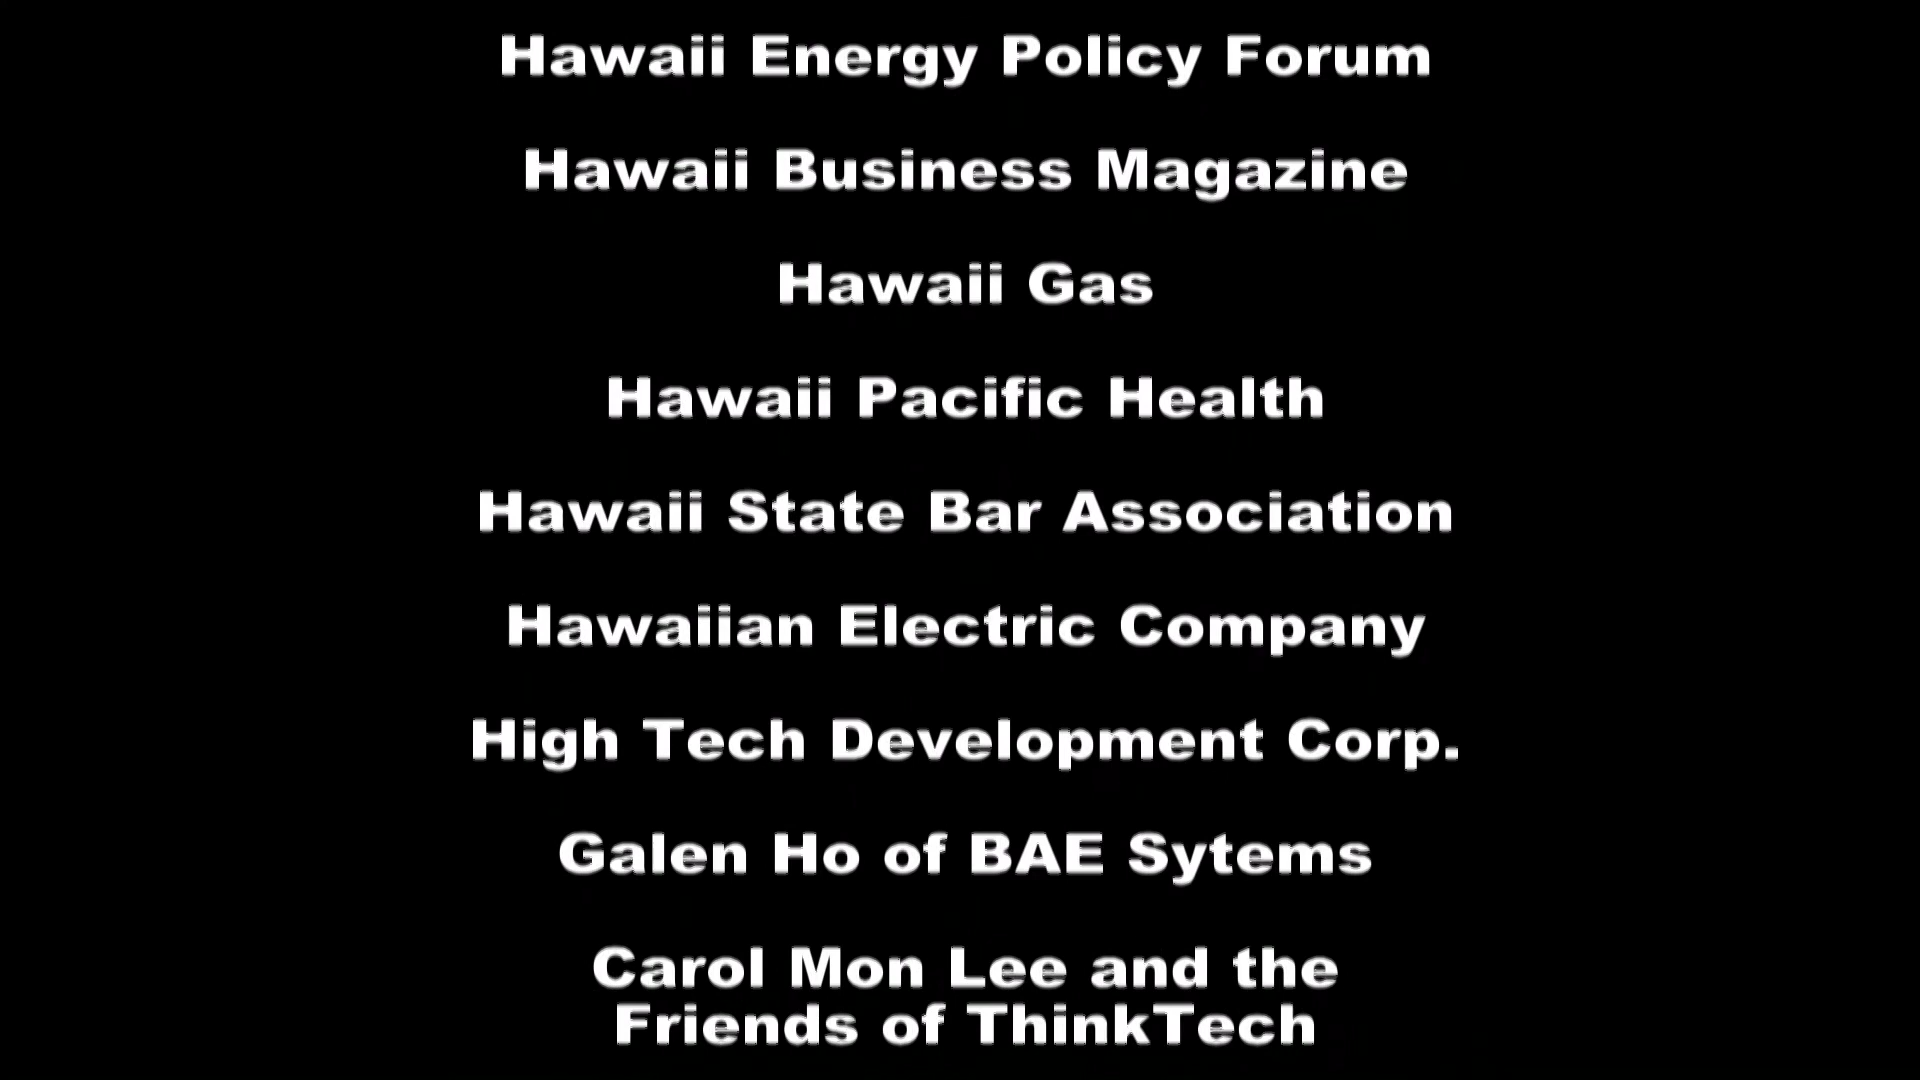 Hawaii Energy Policy Forum
Hawaii Business Magazine
Hawaii Gas
Hawaii Pacific Health
Hawaii State Bar Association
Hawaiian Electric Company
High Tech Development Corp.
Galen Ho of BAE Sytems
Carol Mon Lee and the
Friends of ThinkTech